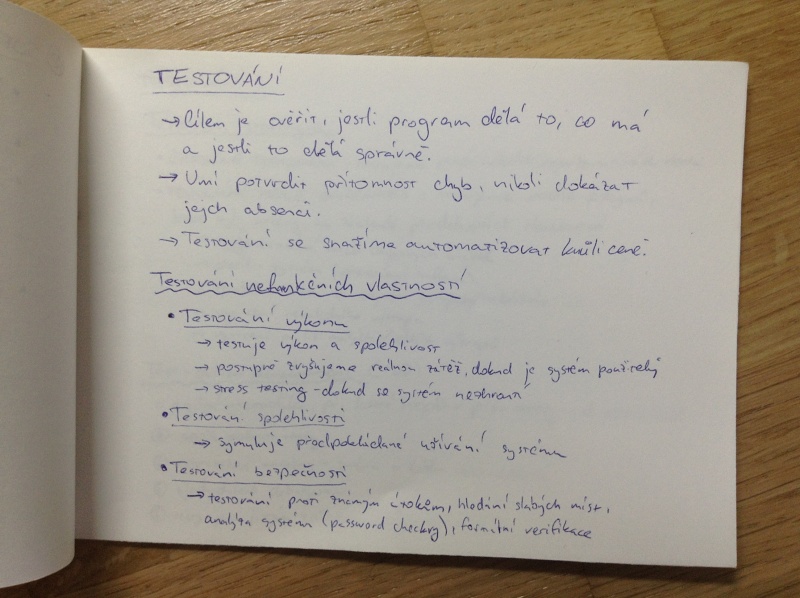 TESTOVÁNÍ
→ Cílem je ověřit, jestli program dělá to, co má
a jestli to dělá správně.
→ Umí potvrdit přítomnost chyb, nikoli dokázat
jejich absenci.
→ Testování se snažíme automatizovat kvůli ceně.
Testování nefunkčních vlastností
• Testování výkonu
→ testuje výkon a spolehlivost
→ postupně zvyšujeme reálnou zátěž, dokud je systém použitelný
→ stress testing - dokud se systém nezhroutí
• Testování spolehlivosti
→ symuluje předpokládané užívání systému
• Testování bezpečnosti
→ testování proti známým útokům, hledání slabých míst,
analýza systému (password checkry), formální verifikace